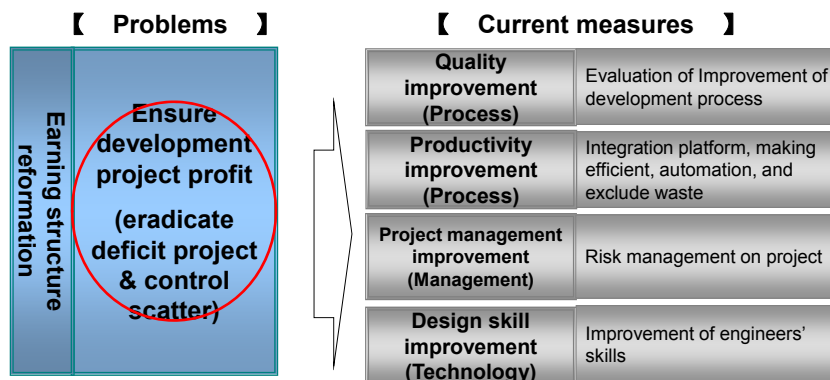 【 Problems 】
Earning structure
reformation
Ensure
development
project profit
(eradicate
deficit project
& control
scatter)
【 Current measures 】
Quality
improvement
(Process)
Evaluation of Improvement of
development process
Productivity
improvement
(Process)
Integration platform, making
efficient, automation, and
exclude waste
Project management
improvement
(Management)
Risk management on project
Design skill
improvement
(Technology)
Improvement of engineers'
skills